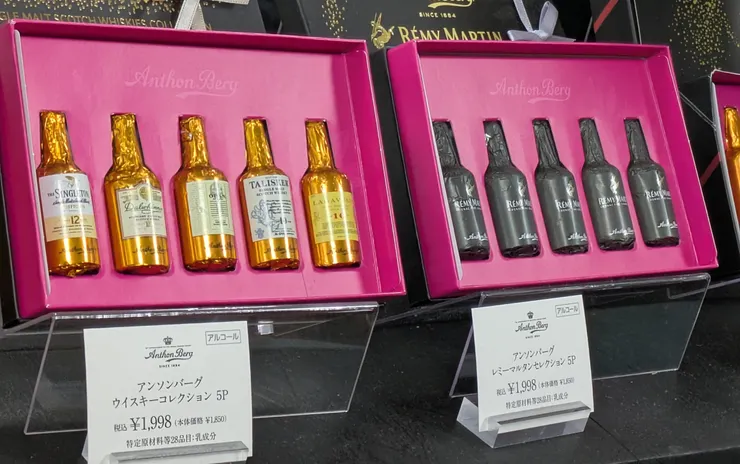 SINGLE MALT SCOTCH WHISKIES COLLECTION
SINCE 1884
RÉMY MARTIN
Anthon Berg
THE SINGLETON
12
TALISKER
10
Anthon Berg
RÉMY MARTIN
RÉMY MARTIN
RÉMY MARTIN
RÉMY MARTIN
アルコール
Anthon Berg
SINCE 1884
アンソンバーグ
ウイスキーコレクション 5P
税込 ¥1,998 (本体価格 ¥1,850)
特定原材料等28品目:乳成分
アルコール
Anthon Berg
SINCE 1884
アンソンバーグ
レミーマルタンセレクション 5P
税込 ¥1,998 (本体価格 ¥1,850)
特定原材料等28品目:乳成分